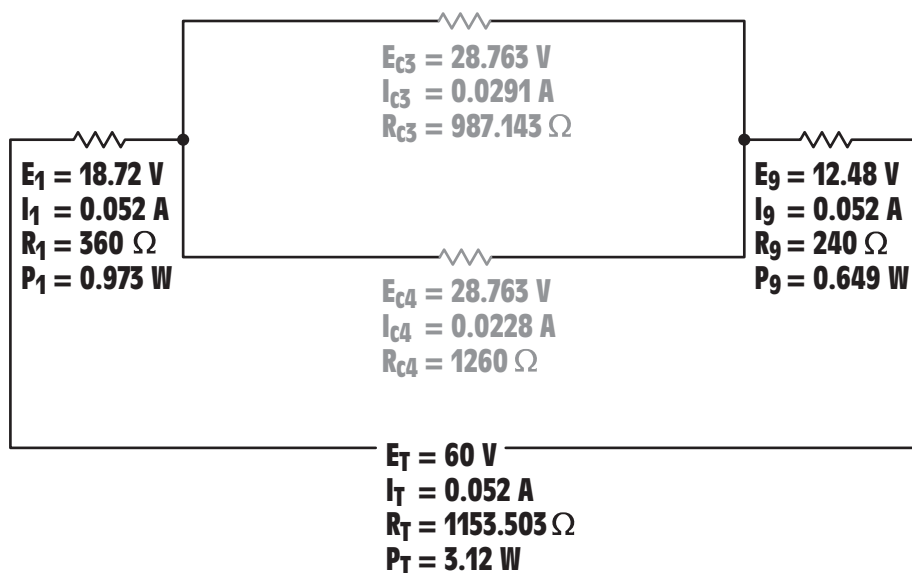 E_C3 = 28.763 V
I_C3 = 0.0291 A
R_C3 = 987.143 Ω
E_1 = 18.72 V
I_1 = 0.052 A
R_1 = 360 Ω
P_1 = 0.973 W
E_9 = 12.48 V
I_9 = 0.052 A
R_9 = 240 Ω
P_9 = 0.649 W
E_C4 = 28.763 V
I_C4 = 0.0228 A
R_C4 = 1260 Ω
E_T = 60 V
I_T = 0.052 A
R_T = 1153.503 Ω
P_T = 3.12 W